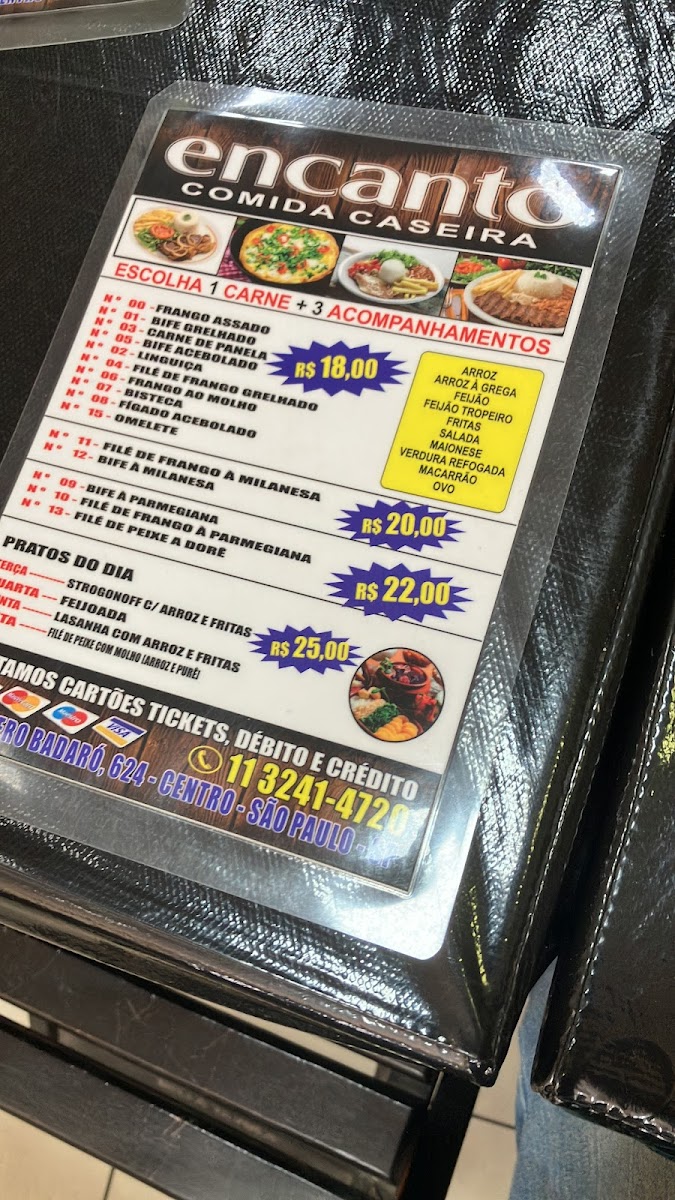 encanto
COMIDA CASEIRA
ESCOLHA 1 CARNE + 3 ACOMPANHAMENTOS
Nº 00 - FRANGO ASSADO
Nº 01 - BIFE GRELHADO
Nº 03 - CARNE DE PANELA
Nº 05 - BIFE ACEBOLADO
Nº 02 - LINGUIÇA
Nº 04 - FILÉ DE FRANGO GRELHADO
Nº 06 - FRANGO AO MOLHO
Nº 07 - BISTECA
Nº 08 - FÍGADO ACEBOLADO
Nº 15 - OMELETE
R$ 18,00
ARROZ
ARROZ À GREGA
FEIJÃO
FEIJÃO TROPEIRO
FRITAS
SALADA
MAIONESE
VERDURA REFOGADA
MACARRÃO
OVO
Nº 11 - FILÉ DE FRANGO À MILANESA
Nº 12 - BIFE À MILANESA
R$ 20,00
Nº 09 - BIFE À PARMEGIANA
Nº 10 - FILÉ DE FRANGO À PARMEGIANA
Nº 13 - FILÉ DE PEIXE A DORÊ
R$ 22,00
PRATOS DO DIA
ERÇA -------- STROGONOFF C/ ARROZ E FRITAS
UARTA --- FEIJOADA
NTA ------ LASANHA COM ARROZ E FRITAS
TA ------- FILÉ DE PEIXE COM MOLHO (ARROZ E PURÊ)
R$ 25,00
TAMOS CARTÕES TICKETS, DÉBITO E CRÉDITO
VISA
11 3241-4720
ERO BADARÓ, 624 - CENTRO - SÃO PAULO -